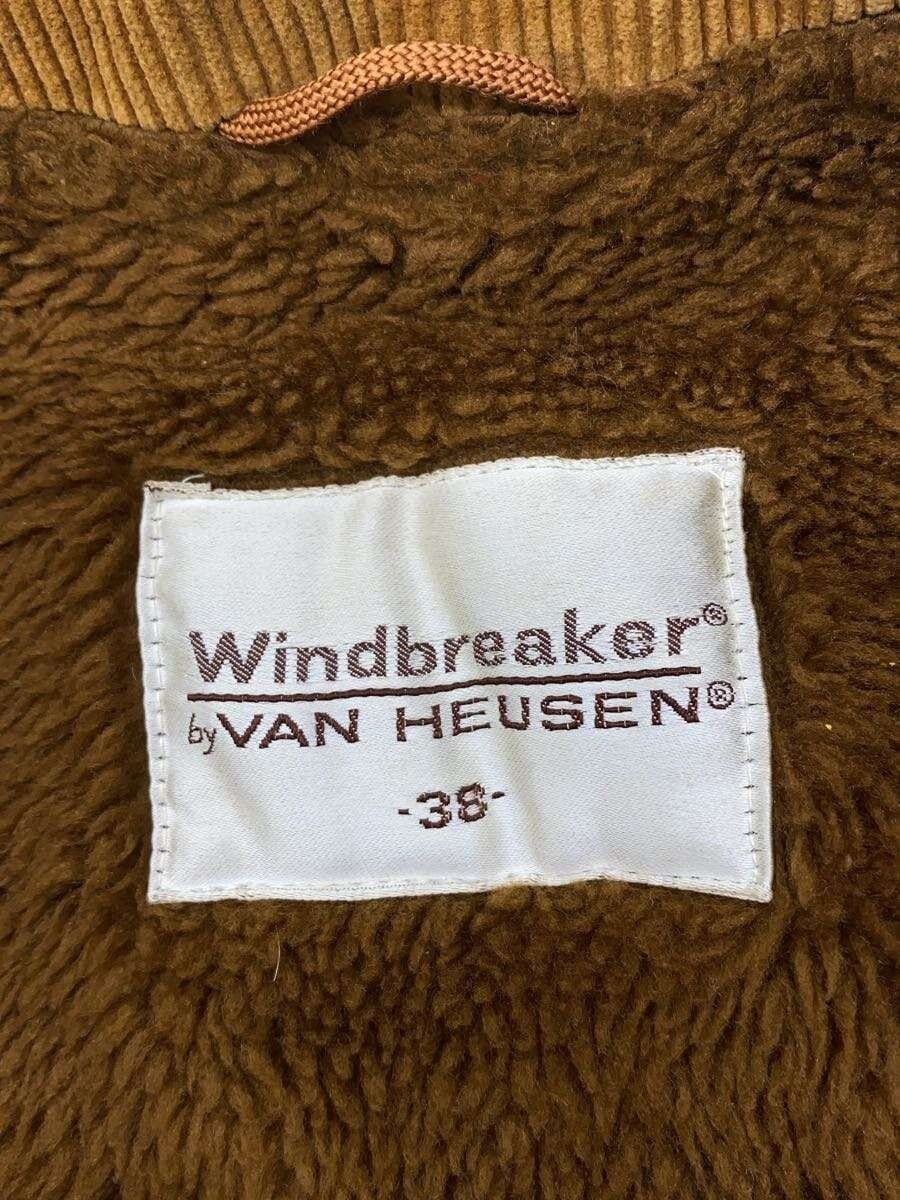 Windbreaker®
by VAN HEUSEN®
-38-